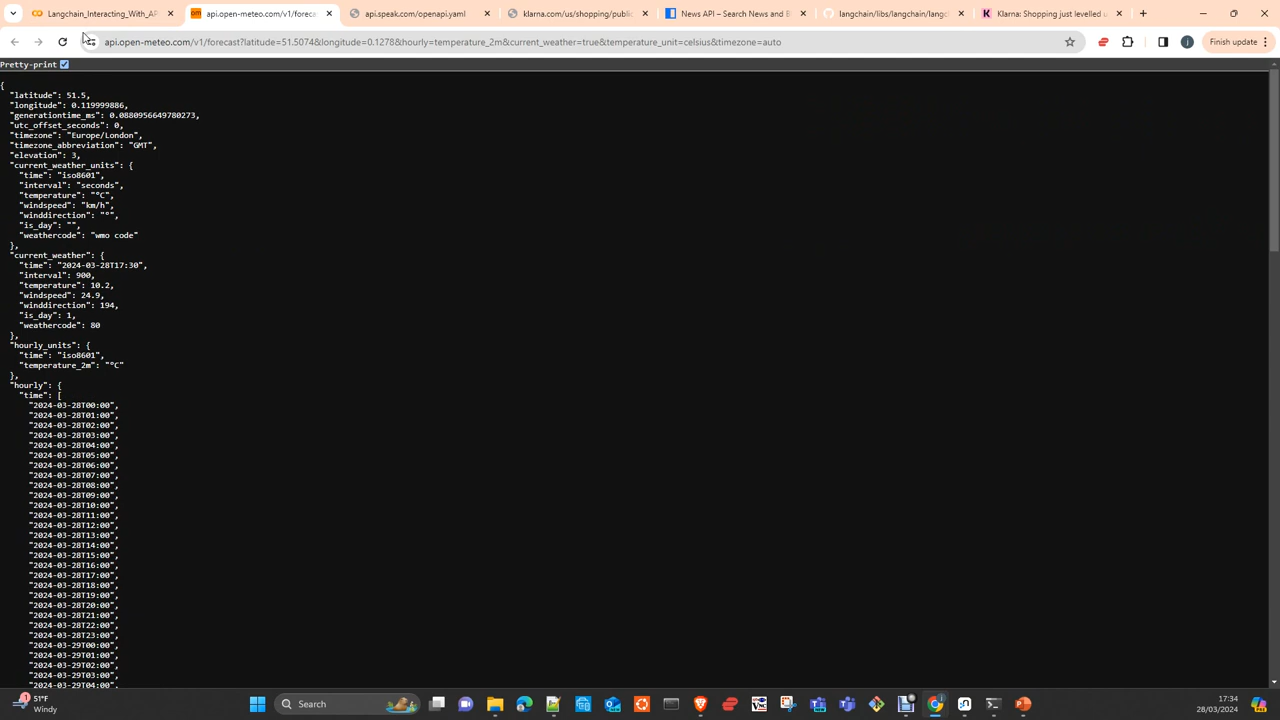 Langchain_Interacting_With_AP
api.open-meteo.com/v1/foreca
api.speak.com/openapi.yaml
klarna.com/us/shopping/public
News API – Search News and B
langchain/libs/langchain/langc
Klarna: Shopping just levelled u
api.open-meteo.com/v1/forecast?latitude=51.5074&longitude=0.1278&hourly=temperature_2m&current_weather=true&temperature_unit=celsius&timezone=auto
j
Finish update
Pretty-print
{
"latitude": 51.5,
"longitude": 0.119999886,
"generationtime_ms": 0.0880956649780273,
"utc_offset_seconds": 0,
"timezone": "Europe/London",
"timezone_abbreviation": "GMT",
"elevation": 3,
"current_weather_units": {
"time": "iso8601",
"interval": "seconds",
"temperature": "°C",
"windspeed": "km/h",
"winddirection": "°",
"is_day": "",
"weathercode": "wmo code"
},
"current_weather": {
"time": "2024-03-28T17:30",
"interval": 900,
"temperature": 10.2,
"windspeed": 24.9,
"winddirection": 194,
"is_day": 1,
"weathercode": 80
},
"hourly_units": {
"time": "iso8601",
"temperature_2m": "°C"
},
"hourly": {
"time": [
"2024-03-28T00:00",
"2024-03-28T01:00",
"2024-03-28T02:00",
"2024-03-28T03:00",
"2024-03-28T04:00",
"2024-03-28T05:00",
"2024-03-28T06:00",
"2024-03-28T07:00",
"2024-03-28T08:00",
"2024-03-28T09:00",
"2024-03-28T10:00",
"2024-03-28T11:00",
"2024-03-28T12:00",
"2024-03-28T13:00",
"2024-03-28T14:00",
"2024-03-28T15:00",
"2024-03-28T16:00",
"2024-03-28T17:00",
"2024-03-28T18:00",
"2024-03-28T19:00",
"2024-03-28T20:00",
"2024-03-28T21:00",
"2024-03-28T22:00",
"2024-03-28T23:00",
"2024-03-29T00:00",
"2024-03-29T01:00",
"2024-03-29T02:00",
"2024-03-29T03:00",
"2024-03-29T04:00",
1
51°F
Windy
Search
17:34
28/03/2024